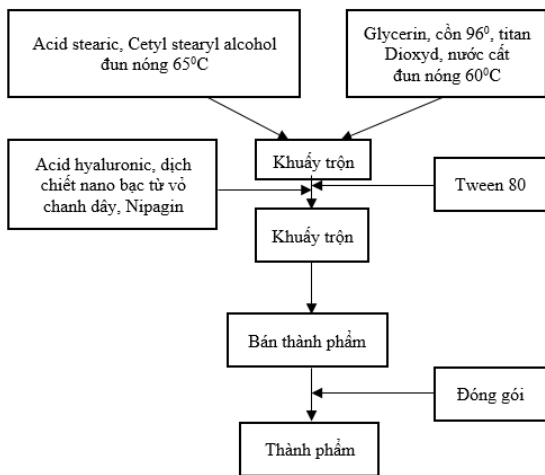 Acid stearic, Cetyl stearyl alcohol
đun nóng 65⁰C
Glycerin, cồn 96⁰, titan
Dioxyd, nước cất
đun nóng 60⁰C
Khuấy trộn
Acid hyaluronic, dịch
chiết nano bạc từ vỏ
chanh dây, Nipagin
Tween 80
Khuấy trộn
Bán thành phẩm
Đóng gói
Thành phẩm